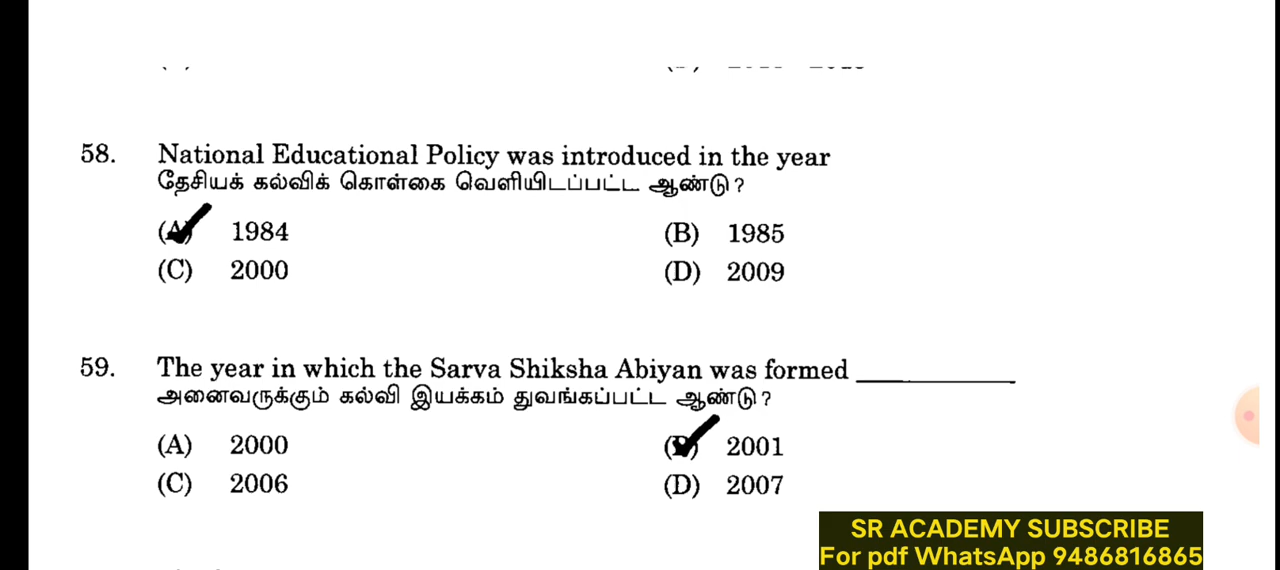 58. National Educational Policy was introduced in the year
தேசியக் கல்விக் கொள்கை வெளியிடப்பட்ட ஆண்டு?
(A) 1984 (B) 1985
(C) 2000 (D) 2009
59. The year in which the Sarva Shiksha Abiyan was formed __________
அனைவருக்கும் கல்வி இயக்கம் துவங்கப்பட்ட ஆண்டு?
(A) 2000 (B) 2001
(C) 2006 (D) 2007
SR ACADEMY SUBSCRIBE
For pdf WhatsApp 9486816865